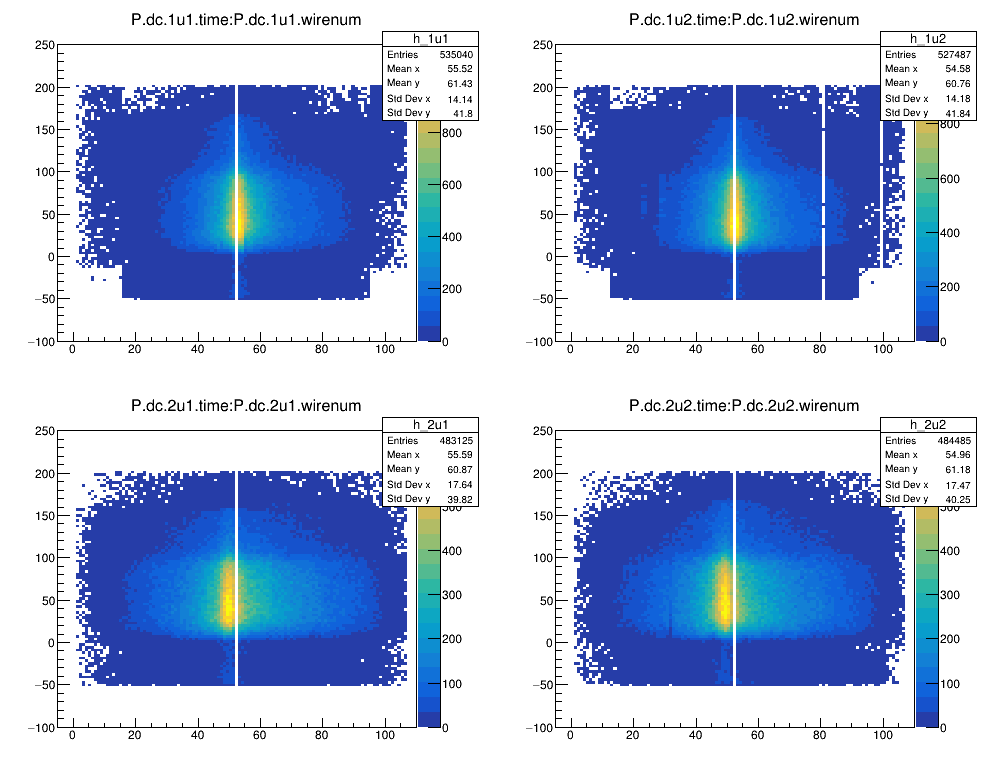 P.dc.1u1.time:P.dc.1u1.wirenum
h_1u1
Entries 535040
Mean x 55.52
Mean y 61.43
Std Dev x 14.14
Std Dev y 41.8
250
200
150
100
50
0
−50
−100
0 20 40 60 80 100
800
600
400
200
0
P.dc.1u2.time:P.dc.1u2.wirenum
h_1u2
Entries 527487
Mean x 54.58
Mean y 60.76
Std Dev x 14.18
Std Dev y 41.84
250
200
150
100
50
0
−50
−100
0 20 40 60 80 100
800
600
400
200
0
P.dc.2u1.time:P.dc.2u1.wirenum
h_2u1
Entries 483125
Mean x 55.59
Mean y 60.87
Std Dev x 17.64
Std Dev y 39.82
250
200
150
100
50
0
−50
−100
0 20 40 60 80 100
500
400
300
200
100
0
P.dc.2u2.time:P.dc.2u2.wirenum
h_2u2
Entries 484485
Mean x 54.96
Mean y 61.18
Std Dev x 17.47
Std Dev y 40.25
250
200
150
100
50
0
−50
−100
0 20 40 60 80 100
500
400
300
200
100
0